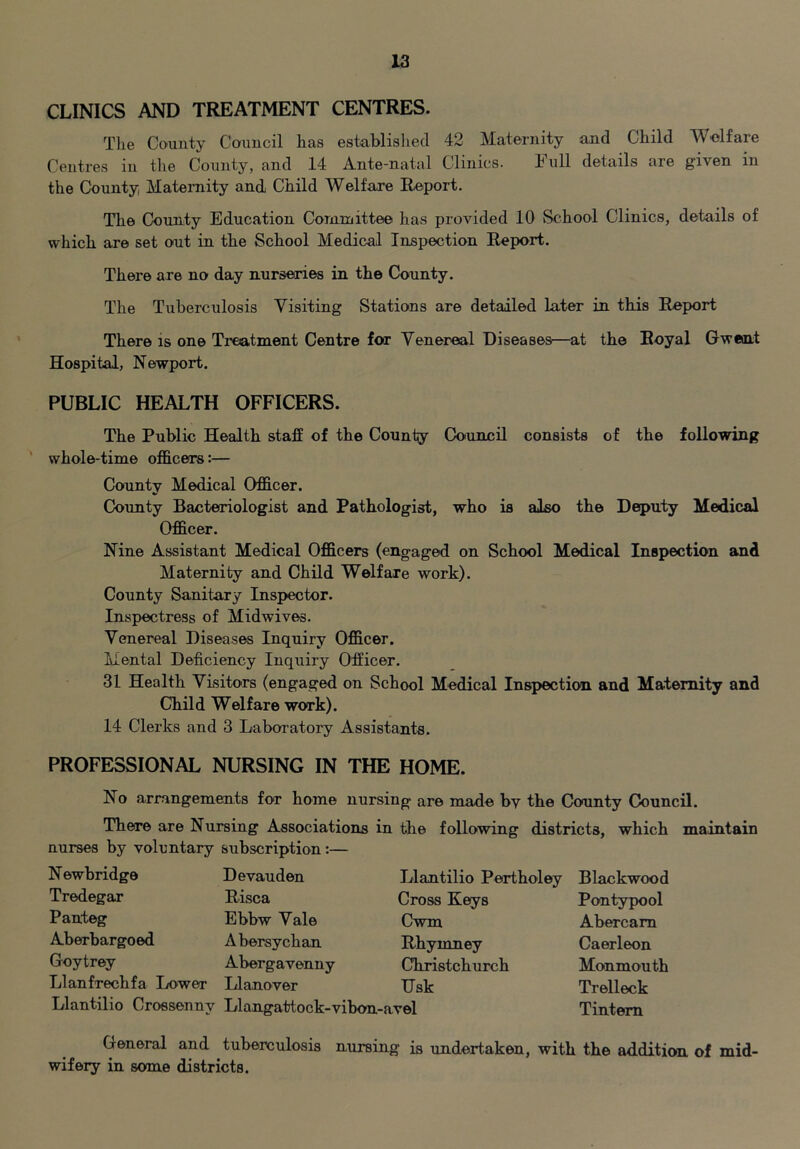 13
CLINICS AND TREATMENT CENTRES.
The County Council has established 42 Maternity and Child Welfare
Centres in the County, and 14 Ante-natal Clinics. Full details are given in
the County Maternity and Child Welfare Report.
The County Education Committee has provided 10 School Clinics, details of
which are set out in the School Medical Inspection Report.
There are no day nurseries in the County.
The Tuberculosis Visiting Stations are detailed later in this Report
There is one Treatment Centre for Venereal Diseases—at the Royal Gwent
Hospital, Newport.
PUBLIC HEALTH OFFICERS.
The Public Health staff of the County Council consists of the following
whole-time officers:—
County Medical Officer.
County Bacteriologist and Pathologist, who is also the Deputy Medical
Officer.
Nine Assistant Medical Officers (engaged on School Medical Inspection and
Maternity and Child Welfare work).
County Sanitary Inspector.
Inspectress of Midwives.
Venereal Diseases Inquiry Officer.
Mental Deficiency Inquiry Officer.
31 Health Visitors (engaged on School Medical Inspection and Maternity and
Child Welfare work).
14 Clerks and 3 Laboratory Assistants.
PROFESSIONAL NURSING IN THE HOME.
No arrangements for home nursing are made by the County Council.
There are Nursing Associations in the following districts, which maintain
nurses by voluntary subscription:—
Newbridge Devauden Llantilio Pertholey Blackwood
Tredegar Risca Cross Keys Pontypool
Panteg Ebbw Vale Cwm Abercarn
Aberbargoed Abersychan Rhymney Caerleon
Goytrey Abergavenny Christchurch Monmouth
Llanfrechfa Lower Llanover Usk Trelleck
Llantilio Crossenny Llangattock-vibon-avel Tintern
General and tuberculosis nursing is undertaken, with the addition of mid-
wifery in some districts.